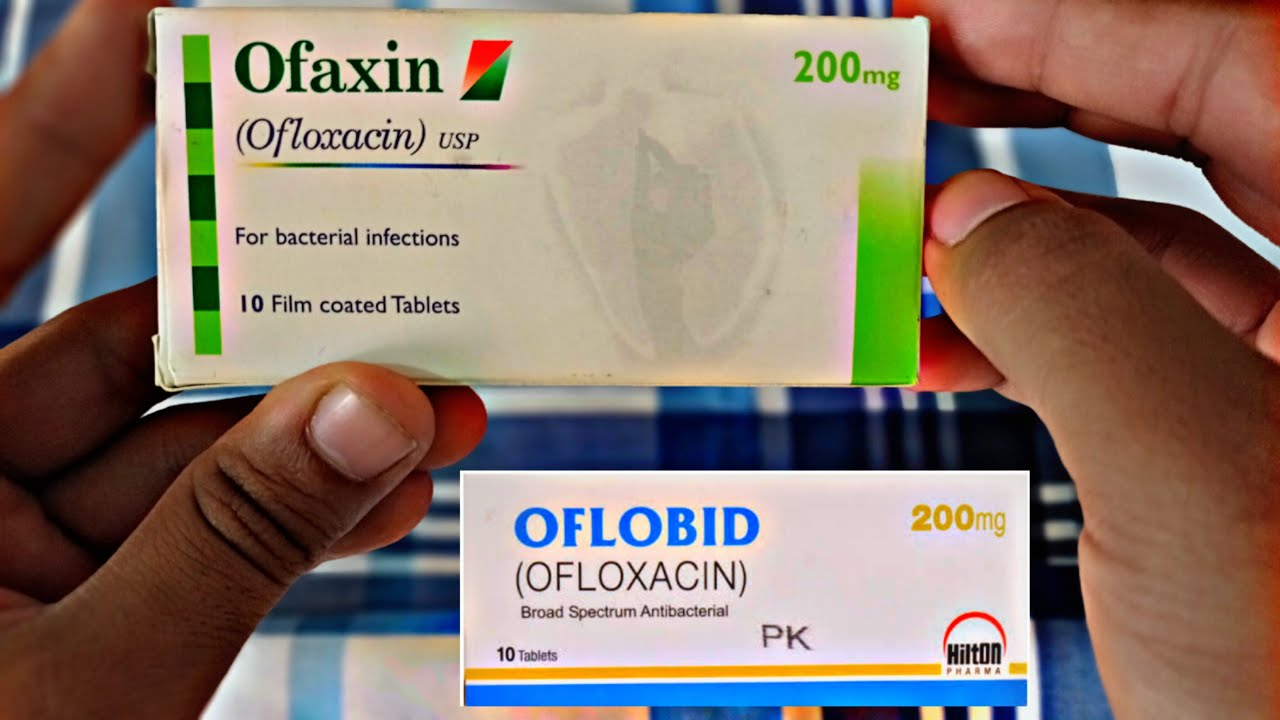 Ofaxin
200mg
(Ofloxacin) USP
For bacterial infections
10 Film coated Tablets
OFLOBID
200mg
(OFLOXACIN)
Broad Spectrum Antibacterial
PK
10 Tablets
HiltON
PHARMA